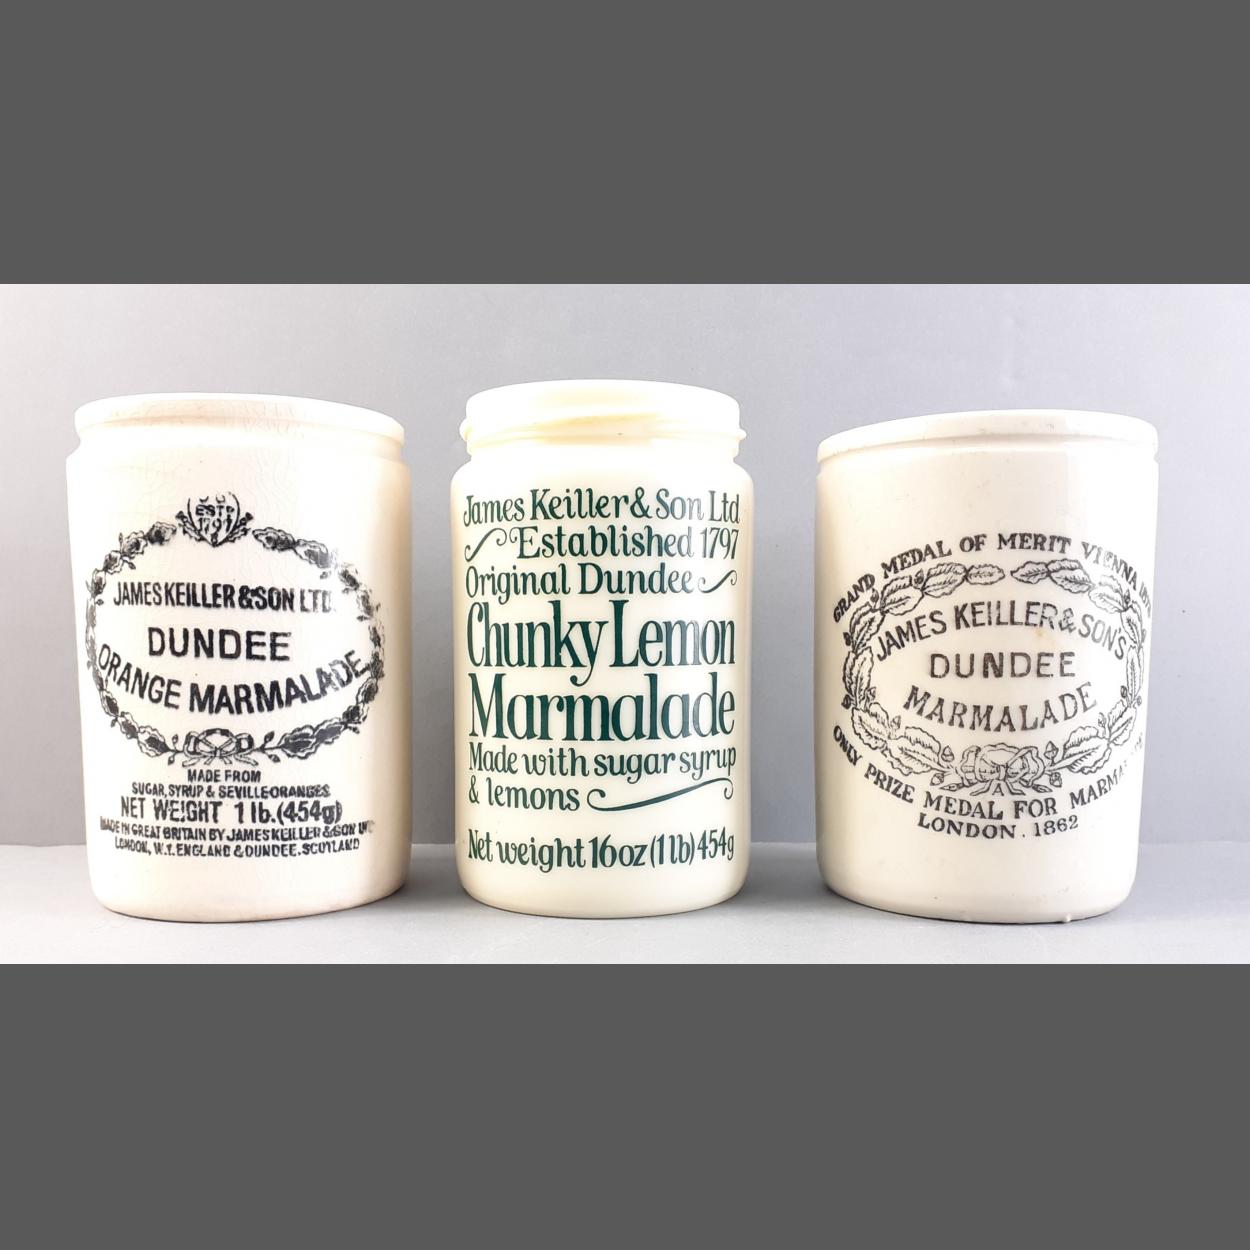 ESTD
1797
JAMES KEILLER & SON LTD.
DUNDEE
ORANGE MARMALADE
MADE FROM
SUGAR, SYRUP & SEVILLE ORANGES
NET WEIGHT 1 lb. (454g)
MADE IN GREAT BRITAIN BY JAMES KEILLER & SON
LONDON, W.1. ENGLAND & DUNDEE. SCOTLAND
James Keiller & Son Ltd
Established 1797
Original Dundee
Chunky Lemon
Marmalade
Made with sugar syrup
& lemons
Net weight 16oz (1 lb) 454g
GRAND MEDAL OF MERIT VIENNA
JAMES KEILLER & SON'S
DUNDEE
MARMALADE
ONLY PRIZE MEDAL FOR
LONDON. 1862